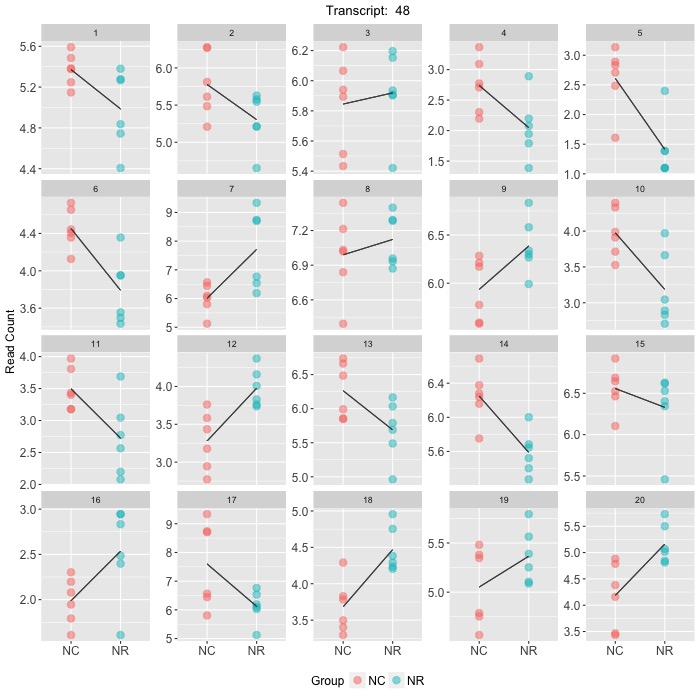 Transcript: 48
1 2 3 4 5
5.6 5.2 4.8 4.4
6.0 5.5 5.0
6.2 6.0 5.8 5.6 5.4
3.0 2.5 2.0 1.5
3.0 2.5 2.0 1.5 1.0
6 7 8 9 10
4.4 4.0 3.6
9 8 7 6 5
7.2 6.9 6.6
6.5 6.0
4.0 3.5 3.0
Read Count
11 12 13 14 15
4.0 3.5 3.0 2.5 2.0
4.0 3.5 3.0
6.5 6.0 5.5 5.0
6.4 6.0 5.6
6.5 6.0 5.5
16 17 18 19 20
3.0 2.5 2.0
9 8 7 6 5
5.0 4.5 4.0 3.5
5.5 5.0
5.5 5.0 4.5 4.0 3.5
NC NR NC NR NC NR NC NR NC NR
Group NC NR